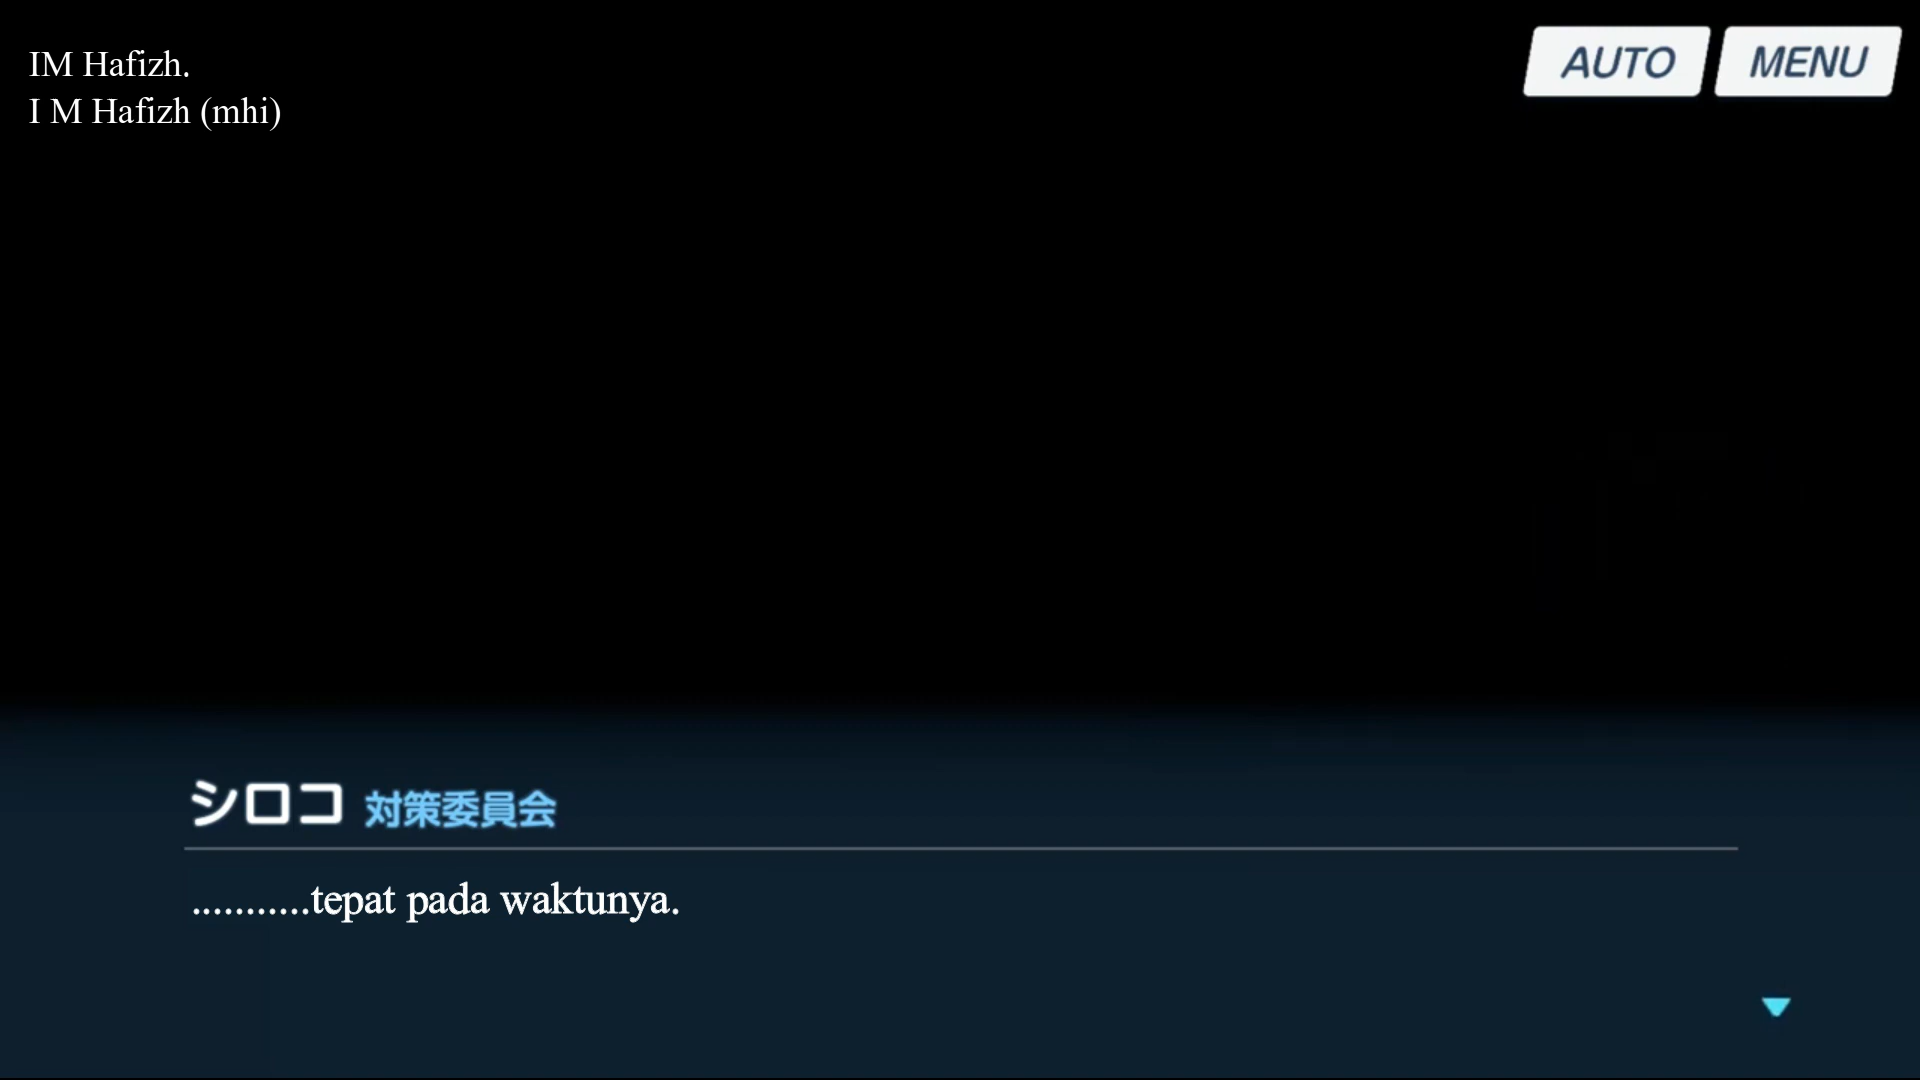 IM Hafizh.
I M Hafizh (mhi)
AUTO MENU
シロコ 対策委員会
...........tepat pada waktunya.